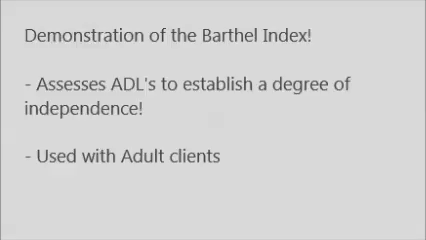 Demonstration of the Barthel Index!
- Assesses ADL's to establish a degree of
independence!
- Used with Adult clients